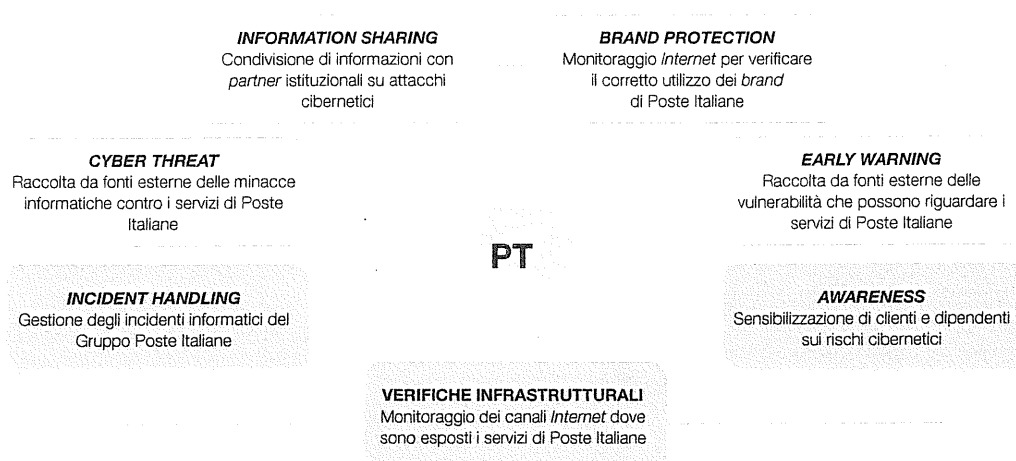 INFORMATION SHARING
Condivisione di informazioni con
partner istituzionali su attacchi
cibernetici
BRAND PROTECTION
Monitoraggio Internet per verificare
il corretto utilizzo dei brand
di Poste Italiane
CYBER THREAT
Raccolta da fonti esterne delle minacce
informatiche contro i servizi di Poste
Italiane
EARLY WARNING
Raccolta da fonti esterne delle
vulnerabilità che possono riguardare i
servizi di Poste Italiane
PT
INCIDENT HANDLING
Gestione degli incidenti informatici del
Gruppo Poste Italiane
AWARENESS
Sensibilizzazione di clienti e dipendenti
sui rischi cibernetici
VERIFICHE INFRASTRUTTURALI
Monitoraggio dei canali Internet dove
sono esposti i servizi di Poste Italiane